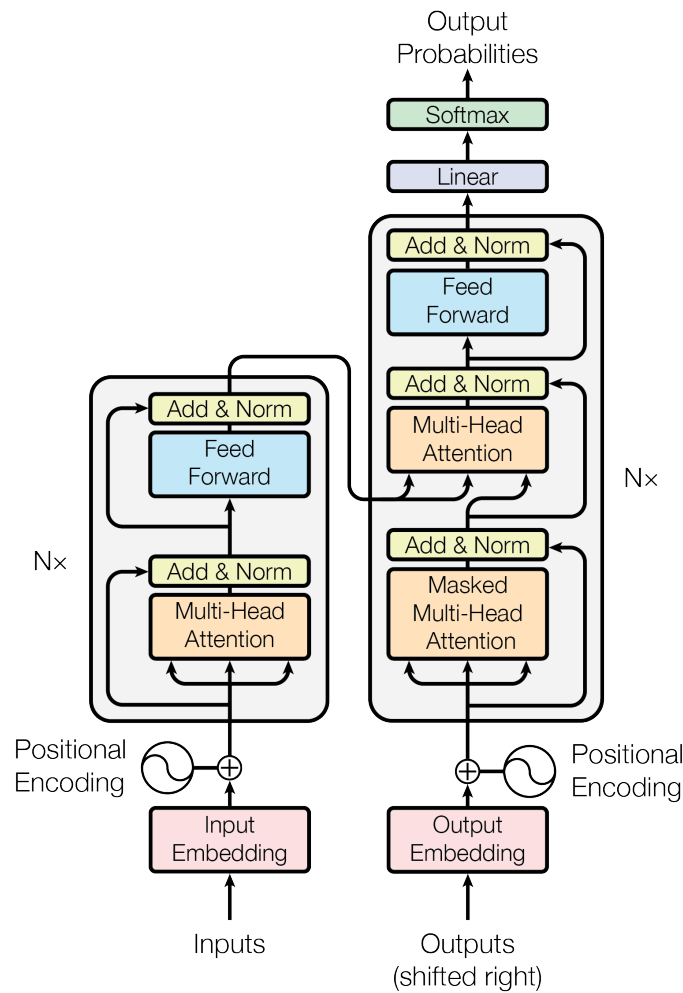 Output
Probabilities
Softmax
Linear
Add & Norm
Feed
Forward
Add & Norm
Multi-Head
Attention
Add & Norm
Masked
Multi-Head
Attention
N×
Add & Norm
Feed
Forward
Add & Norm
Multi-Head
Attention
N×
Positional
Encoding
Positional
Encoding
Input
Embedding
Output
Embedding
Inputs
Outputs
(shifted right)